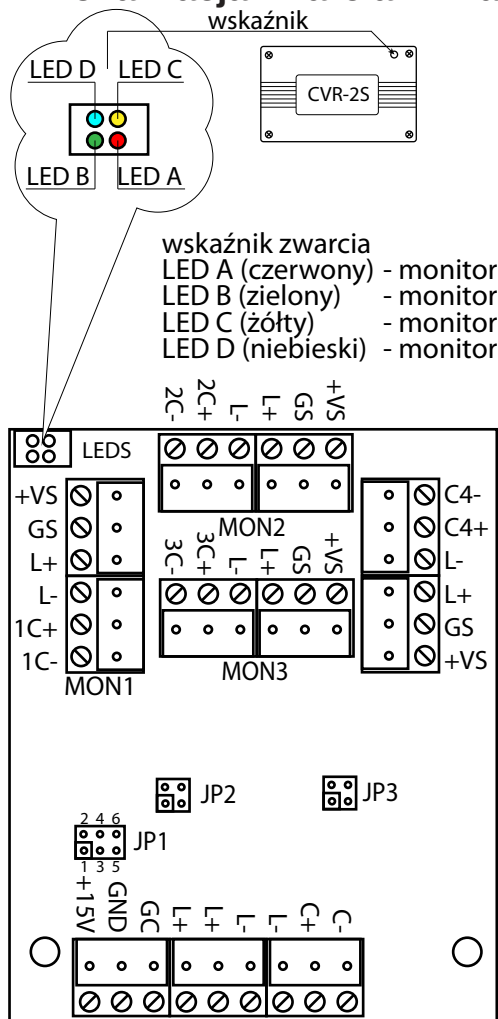 wskaźnik
LED D
LED C
CVR-2S
LED B
LED A
wskaźnik zwarcia
LED A (czerwony) - monitor
LED B (zielony) - monitor
LED C (żółty) - monitor
LED D (niebieski) - monitor
2C- 2C+ L- L+ GS +VS
LEDS
MON2
+VS
GS
L+
L-
1C+
1C-
MON1
3C- 3C+ L- L+ GS +VS
MON3
C4-
C4+
L-
L+
GS
+VS
JP2
JP3
2 4 6
JP1
1 3 5
+15V GND GC L+ L+ L- L- C+ C-